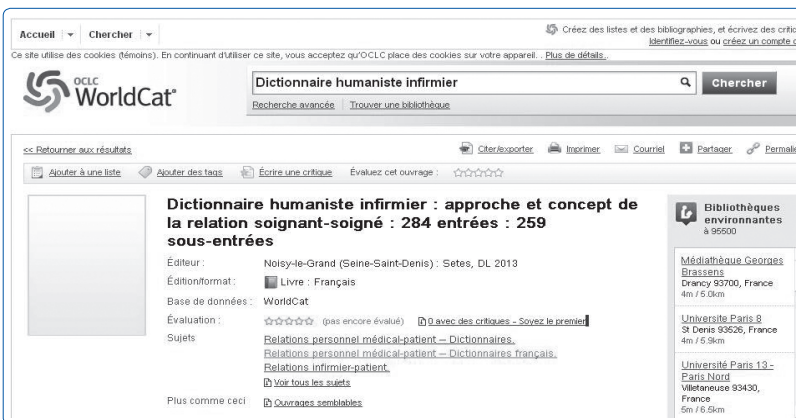 Accueil Chercher
Créez des listes et des bibliographies, et écrivez des
Identifiez-vous ou créez un compte
Ce site utilise des cookies (témoins). En continuant d'utiliser ce site, vous acceptez qu'OCLC place des cookies sur votre appareil. . Plus de détails.
OCLC
WorldCat®
Dictionnaire humaniste infirmier
Chercher
Recherche avancée Trouver une bibliothèque
<< Retourner aux résultats
Citer/exporter Imprimer Courriel Partager
Ajouter à une liste Ajouter des tags Écrire une critique Évaluez cet ouvrage :
Dictionnaire humaniste infirmier : approche et concept de
la relation soignant-soigné : 284 entrées : 259
sous-entrées
Éditeur : Noisy-le-Grand (Seine-Saint-Denis) : Setes, DL 2013
Édition/format : Livre : Français
Base de données : WorldCat
Évaluation : (pas encore évalué) 0 avec des critiques - Soyez le premier
Sujets Relations personnel médical-patient -- Dictionnaires.
Relations personnel médical-patient -- Dictionnaires français.
Relations infirmier-patient.
Voir tous les sujets
Plus comme ceci Ouvrages semblables
Bibliothèques
environnantes
à 95500
Médiathèque Georges
Brassens
Drancy 93700, France
4m / 5.0km
Universite Paris 8
St Denis 93526, France
4m / 5.9km
Université Paris 13 -
Paris Nord
Villetaneuse 93430,
France
5m / 6.5km